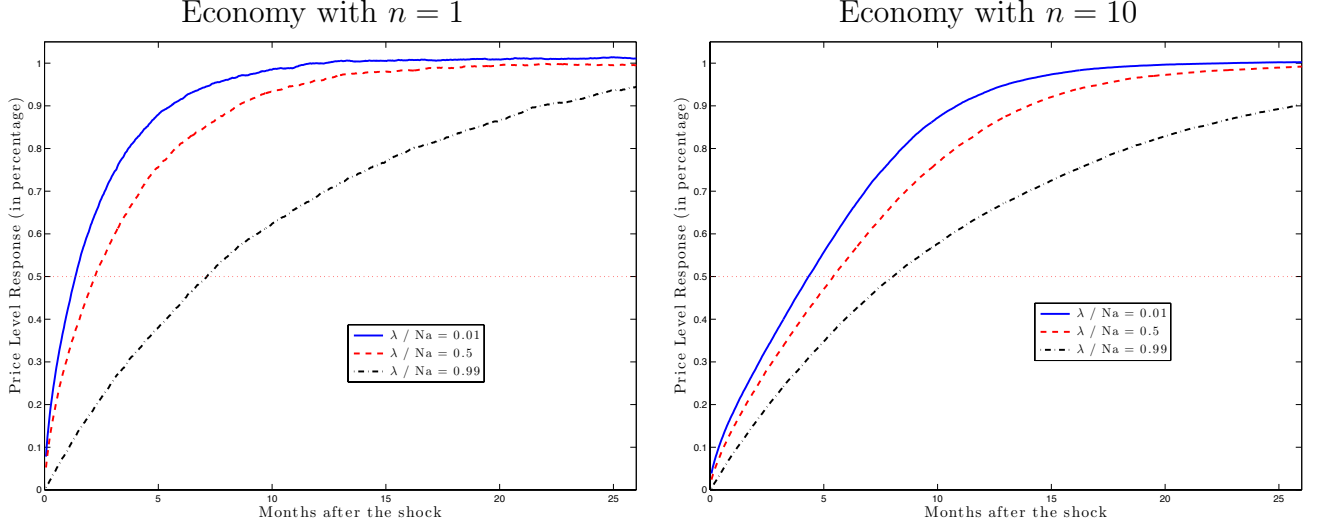 Economy with n = 1
Price Level Response (in percentage)
1
0.9
0.8
0.7
0.6
0.5
0.4
0.3
0.2
0.1
0
λ / Na = 0.01
λ / Na = 0.5
λ / Na = 0.99
0 5 10 15 20 25
Months after the shock
Economy with n = 10
Price Level Response (in percentage)
1
0.9
0.8
0.7
0.6
0.5
0.4
0.3
0.2
0.1
0
λ / Na = 0.01
λ / Na = 0.5
λ / Na = 0.99
0 5 10 15 20 25
Months after the shock